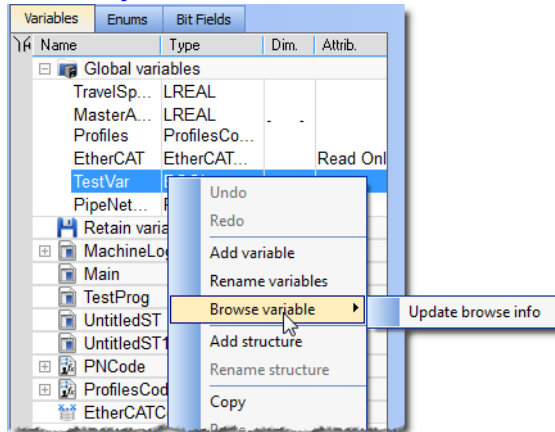 Variables Enums Bit Fields
Name Type Dim. Attrib.
Global variables
TravelSp... LREAL
MasterA... LREAL
Profiles ProfilesCo...
EtherCAT EtherCAT... Read Onl
TestVar
PipeNet...
Retain varia
MachineLo
Main
TestProg
UntitledST
UntitledST1
PNCode
ProfilesCod
EtherCATC
Undo
Redo
Add variable
Rename variables
Browse variable
Update browse info
Add structure
Rename structure
Copy